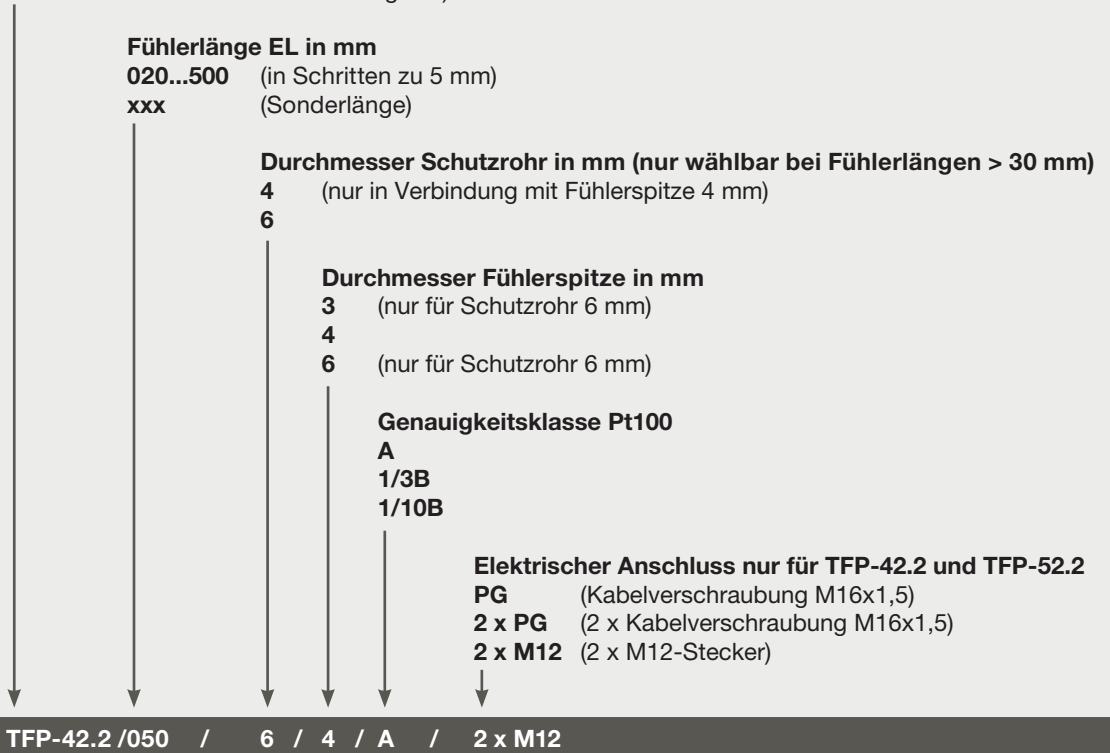 Fühlerlänge EL in mm
020...500 (in Schritten zu 5 mm)
xxx (Sonderlänge)
Durchmesser Schutzrohr in mm (nur wählbar bei Fühlerlängen > 30 mm)
4 (nur in Verbindung mit Fühlerspitze 4 mm)
6
Durchmesser Fühlerspitze in mm
3 (nur für Schutzrohr 6 mm)
4
6 (nur für Schutzrohr 6 mm)
Genauigkeitsklasse Pt100
A
1/3B
1/10B
Elektrischer Anschluss nur für TFP-42.2 und TFP-52.2
PG (Kabelverschraubung M16x1,5)
2 x PG (2 x Kabelverschraubung M16x1,5)
2 x M12 (2 x M12-Stecker)
TFP-42.2 /050 / 6 / 4 / A / 2 x M12